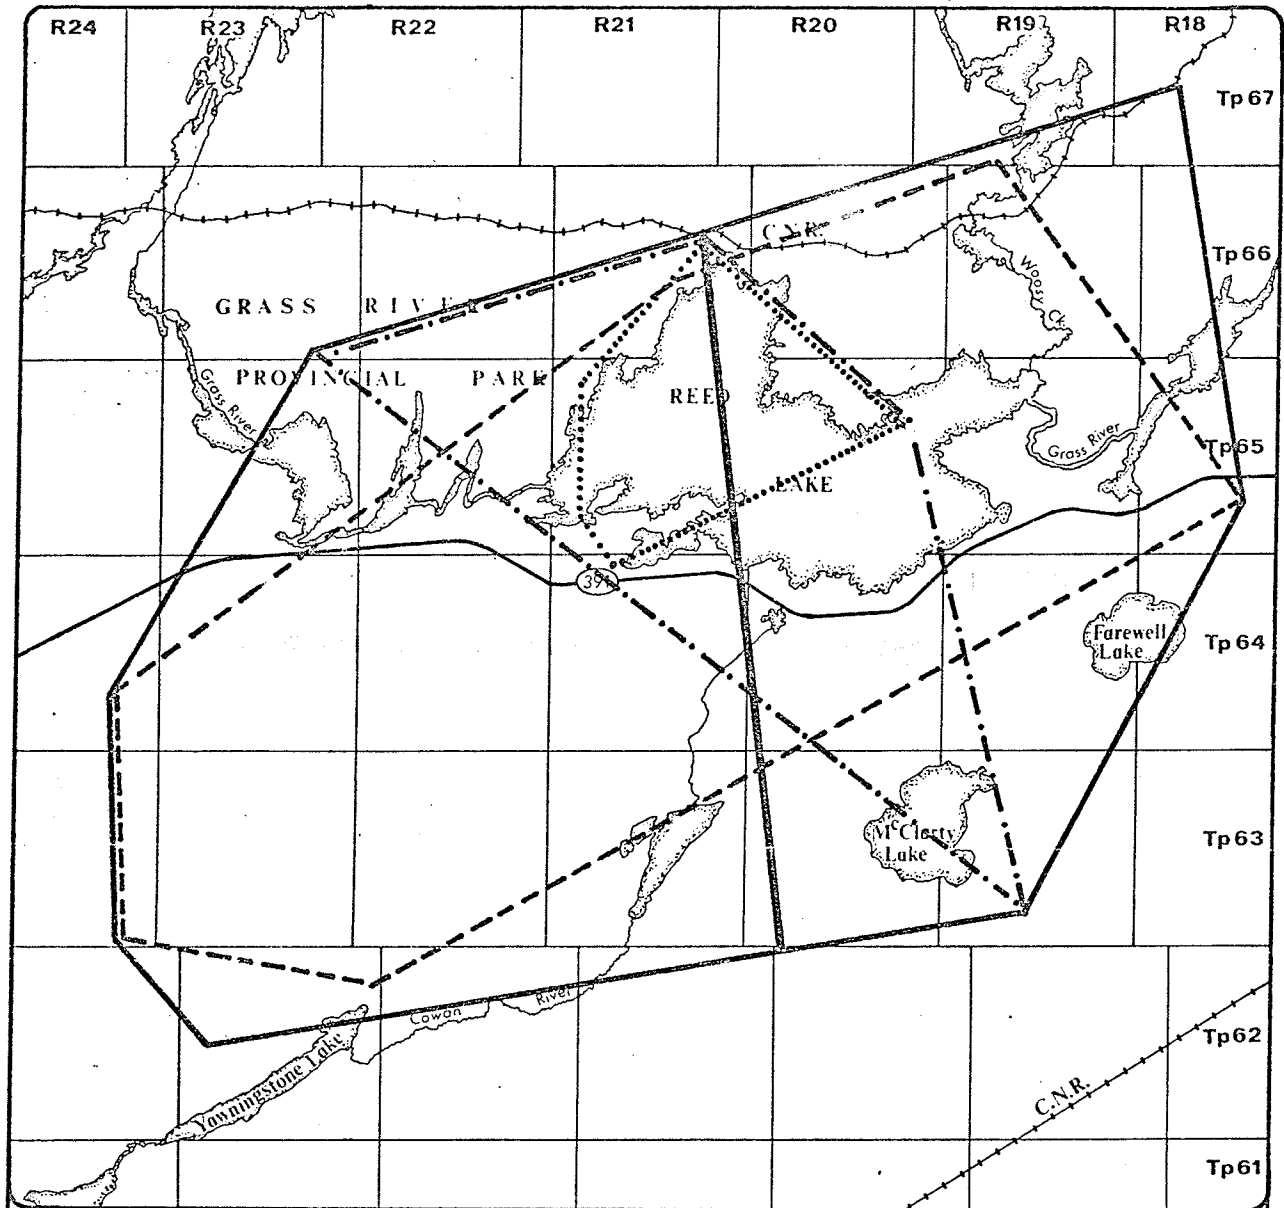 R24 R23 R22 R21 R20 R19 R18
Tp 67
C.N.R.
Tp 66
Woosy Ck.
GRASS RIVER
PROVINCIAL PARK
Grass River
REED
LAKE
Grass River
Tp 65
391
Farewell
Lake
Tp 64
McClarty
Lake
Tp 63
Cowan River
Yawningstone Lake
Tp 62
C.N.R.
Tp 61